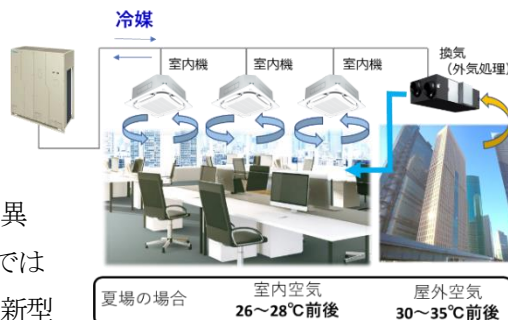 冷媒
室内機
室内機
室内機
換気
(外気処理)
異
では
新型
夏場の場合
室内空気
26～28℃前後
屋外空気
30～35℃前後